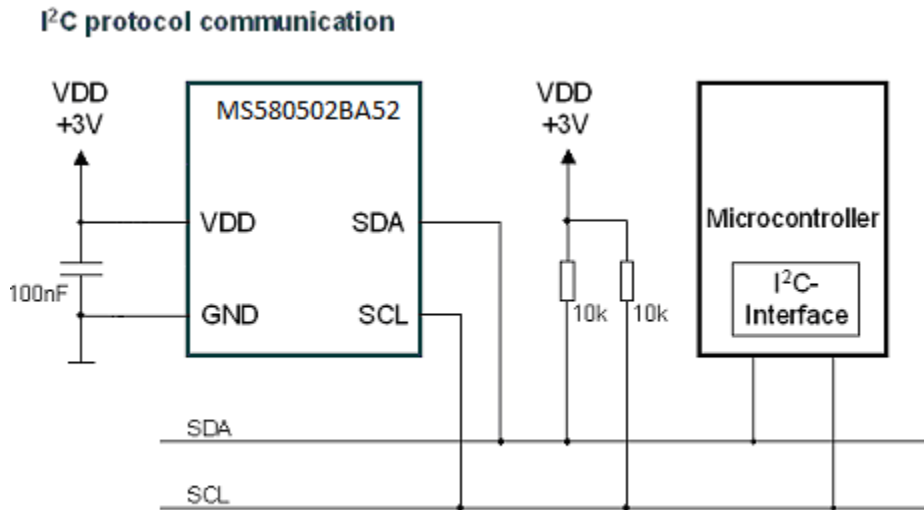 I²C protocol communication
VDD
+3V
100nF
MS580502BA52
VDD
SDA
GND
SCL
VDD
+3V
10k
10k
Microcontroller
I²C-
Interface
SDA
SCL